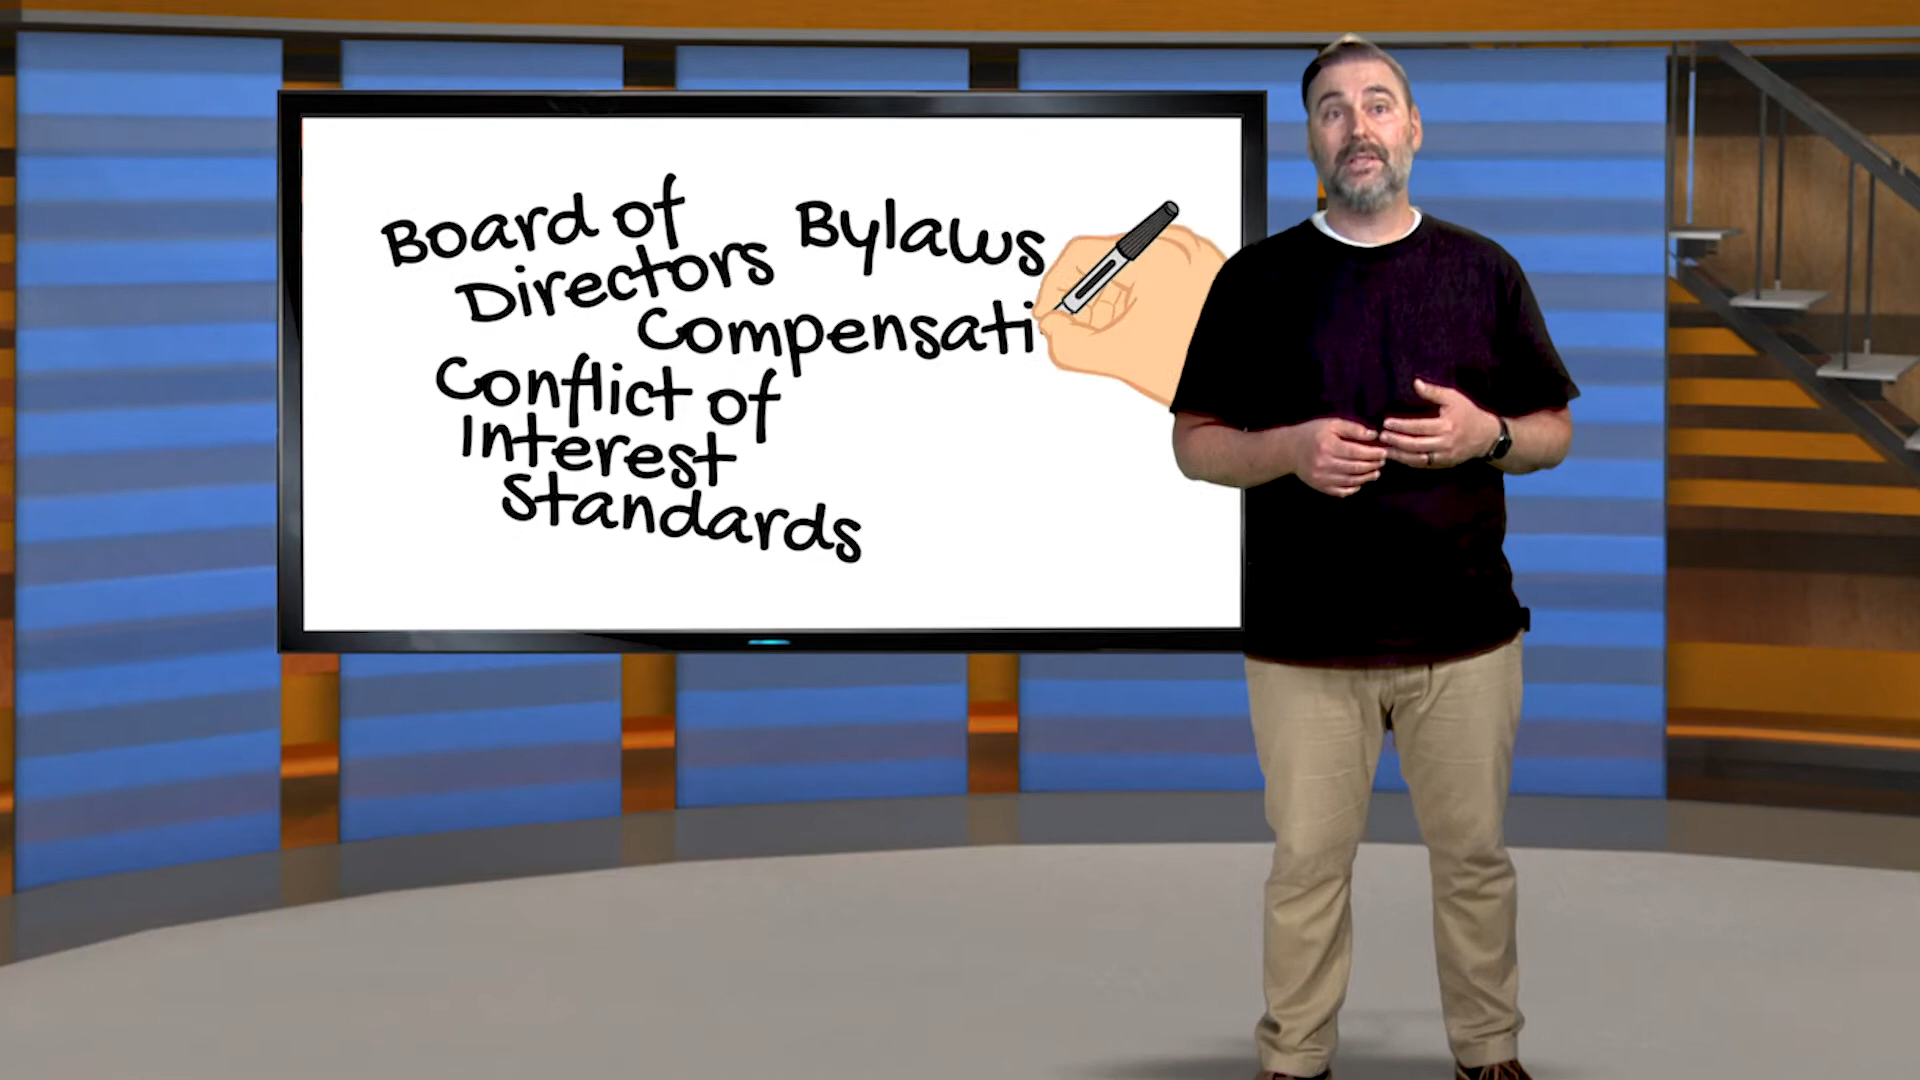 Board of
Directors
Bylaws
Compensati
Conflict of
Interest
Standards